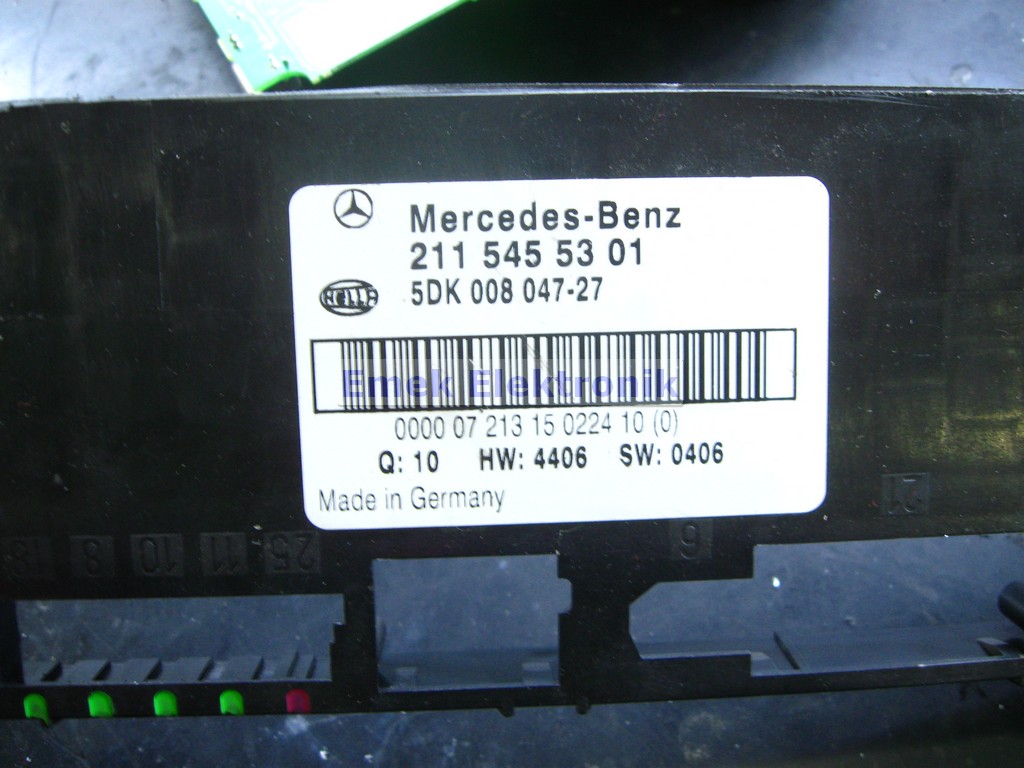 Mercedes-Benz
211 545 53 01
HELLA
5DK 008 047-27
Emek Elektronik
0000 07 213 15 0224 10 (0)
Q: 10 HW: 4406 SW: 0406
Made in Germany
8 10 11 25
6
21